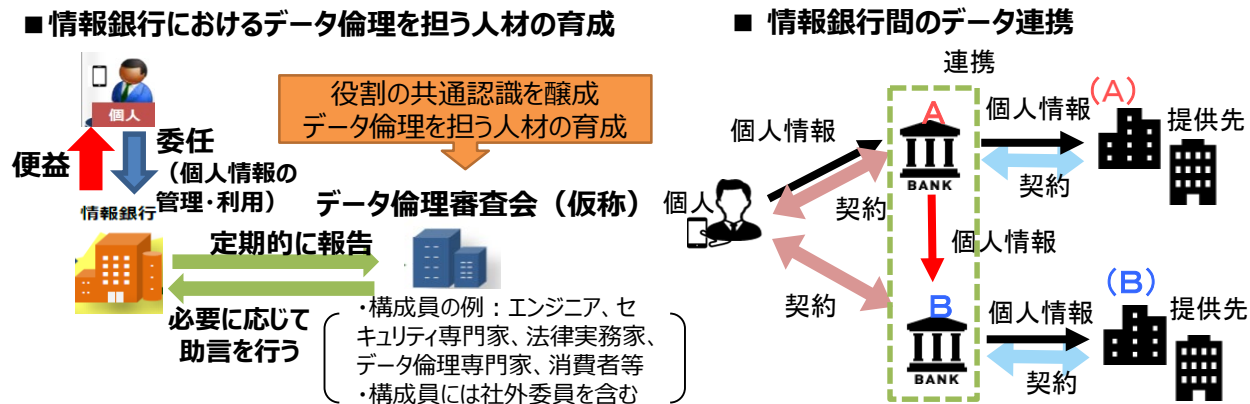 ■ 情報銀行におけるデータ倫理を担う人材の育成
役割の共通認識を醸成
データ倫理を担う人材の育成
個人
便益
委任
（個人情報の
管理・利用）
情報銀行
データ倫理審査会（仮称）
定期的に報告
必要に応じて
助言を行う
・構成員の例：エンジニア、セ
キュリティ専門家、法律実務家、
データ倫理専門家、消費者等
・構成員には社外委員を含む
■ 情報銀行間のデータ連携
連携
個人情報
A
BANK
個人情報
（A）
提供先
契約
個人
契約
個人情報
契約
B
BANK
個人情報
（B）
提供先
契約